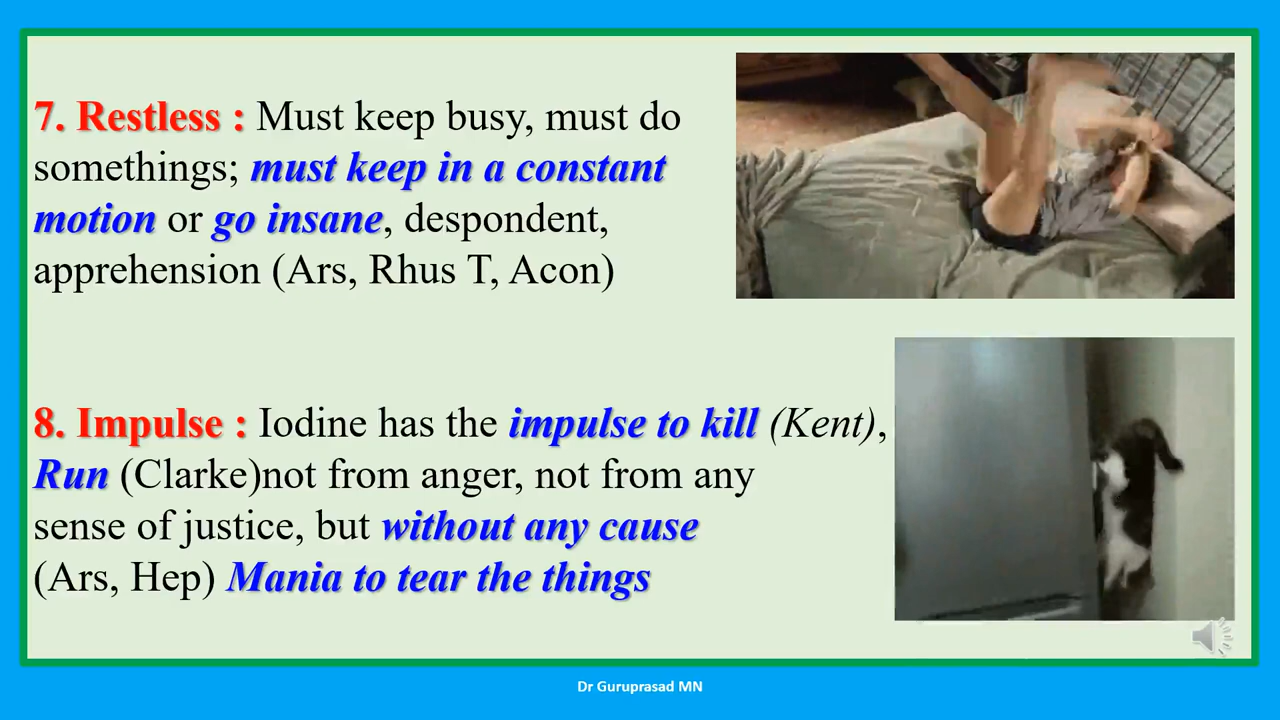 7. Restless : Must keep busy, must do
somethings; must keep in a constant
motion or go insane, despondent,
apprehension (Ars, Rhus T, Acon)
8. Impulse : Iodine has the impulse to kill (Kent),
Run (Clarke)not from anger, not from any
sense of justice, but without any cause
(Ars, Hep) Mania to tear the things
Dr Guruprasad MN